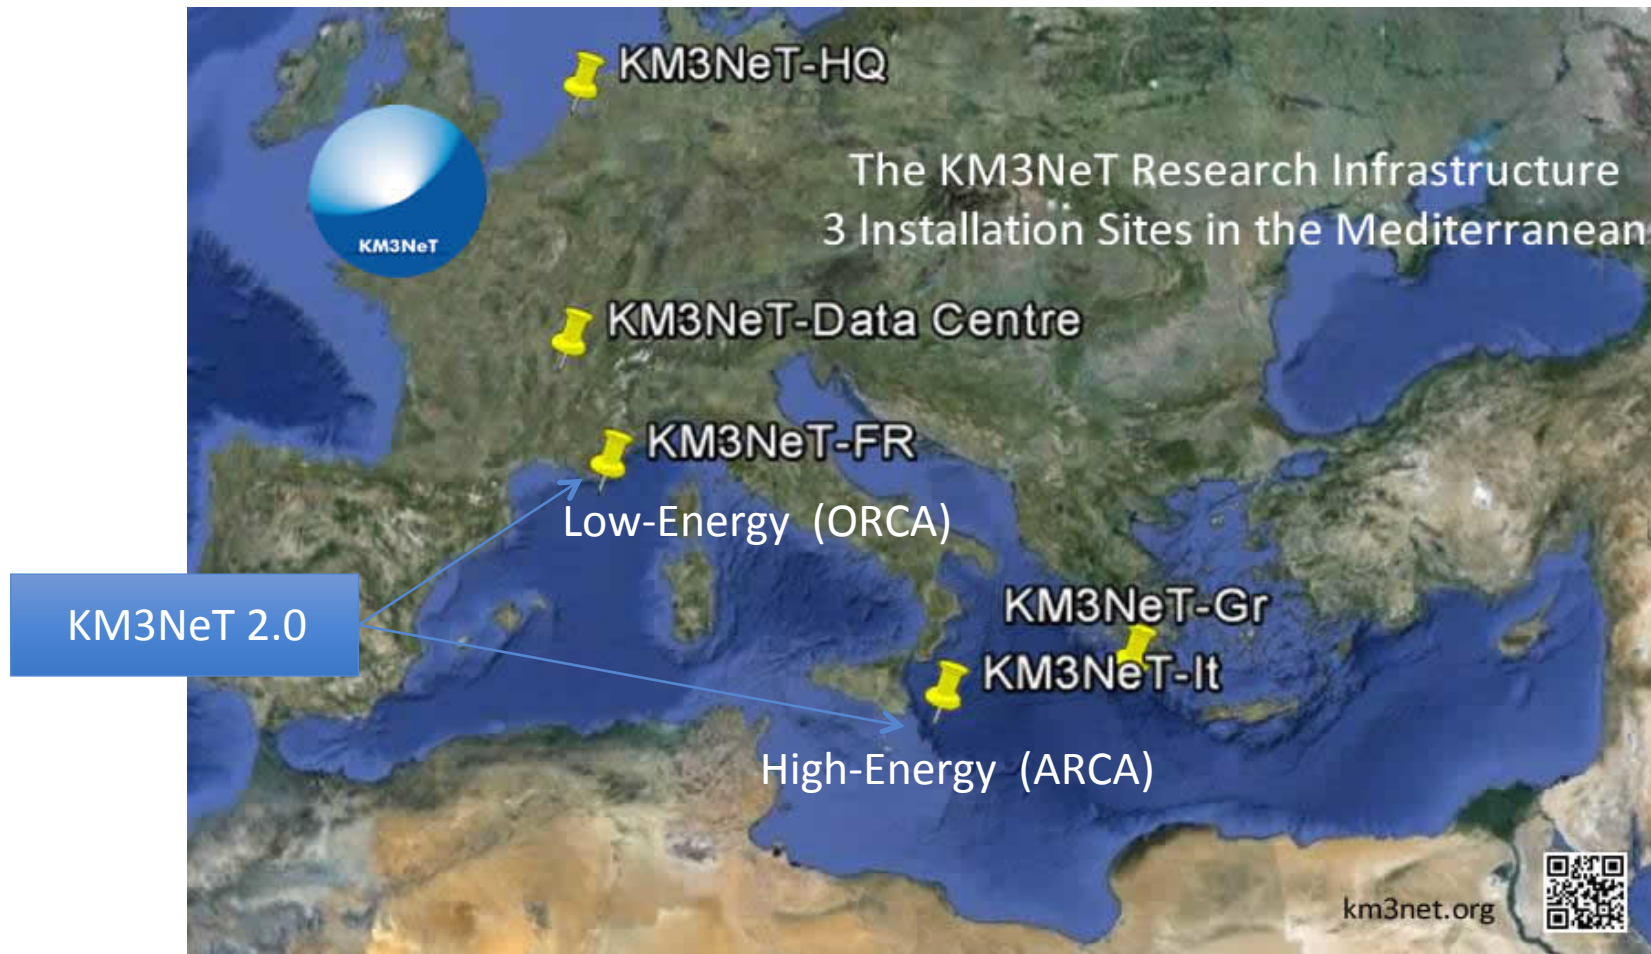 KM3NeT-HQ
The KM3NeT Research Infrastructure
3 Installation Sites in the Mediterranean
KM3NeT
KM3NeT-Data Centre
KM3NeT-FR
Low-Energy (ORCA)
KM3NeT 2.0
KM3NeT-Gr
KM3NeT-It
High-Energy (ARCA)
km3net.org